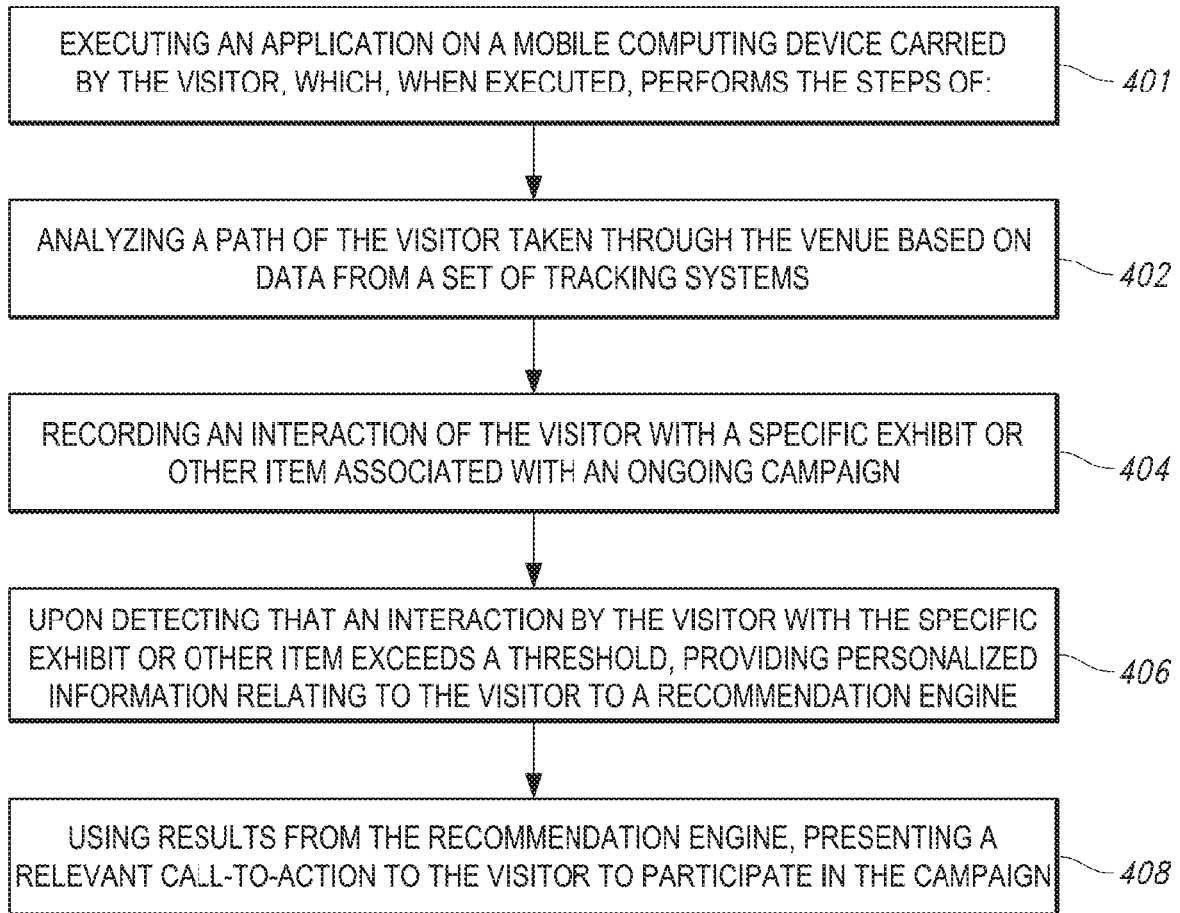 EXECUTING AN APPLICATION ON A MOBILE COMPUTING DEVICE CARRIED
BY THE VISITOR, WHICH, WHEN EXECUTED, PERFORMS THE STEPS OF:
401
ANALYZING A PATH OF THE VISITOR TAKEN THROUGH THE VENUE BASED ON
DATA FROM A SET OF TRACKING SYSTEMS
402
RECORDING AN INTERACTION OF THE VISITOR WITH A SPECIFIC EXHIBIT OR
OTHER ITEM ASSOCIATED WITH AN ONGOING CAMPAIGN
404
UPON DETECTING THAT AN INTERACTION BY THE VISITOR WITH THE SPECIFIC
EXHIBIT OR OTHER ITEM EXCEEDS A THRESHOLD, PROVIDING PERSONALIZED
INFORMATION RELATING TO THE VISITOR TO A RECOMMENDATION ENGINE
406
USING RESULTS FROM THE RECOMMENDATION ENGINE, PRESENTING A
RELEVANT CALL-TO-ACTION TO THE VISITOR TO PARTICIPATE IN THE CAMPAIGN
408